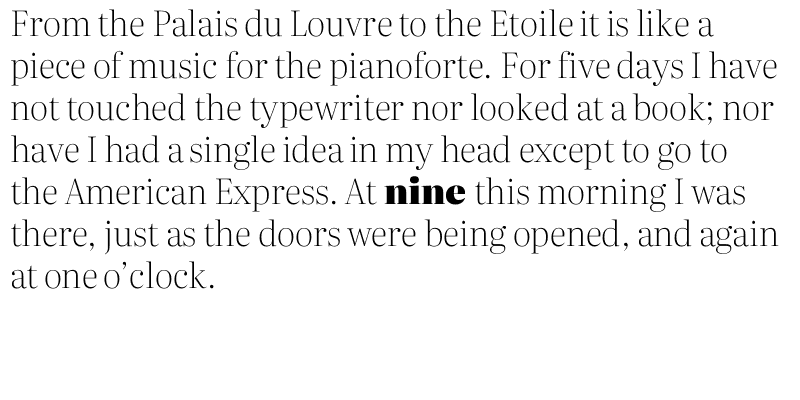 From the Palais du Louvre to the Etoile it is like a
piece of music for the pianoforte. For five days I have
not touched the typewriter nor looked at a book; nor
have I had a single idea in my head except to go to
the American Express. At nine this morning I was
there, just as the doors were being opened, and again
at one o’clock.